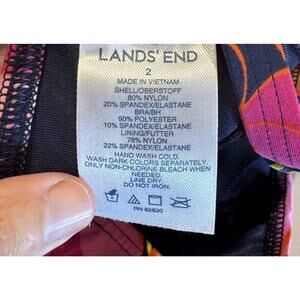 LANDS' END
2
MADE IN VIETNAM
SHELL/OBERSTOFF
80% NYLON
20% SPANDEX/ELASTANE
BRA/BH
90% POLYESTER
10% SPANDEX/ELASTANE
LINING/FUTTER
78% NYLON
22% SPANDEX/ELASTANE
HAND WASH COLD.
WASH DARK COLORS SEPARATELY.
ONLY NON-CHLORINE BLEACH WHEN
NEEDED.
LINE DRY.
DO NOT IRON.
P/N 62830